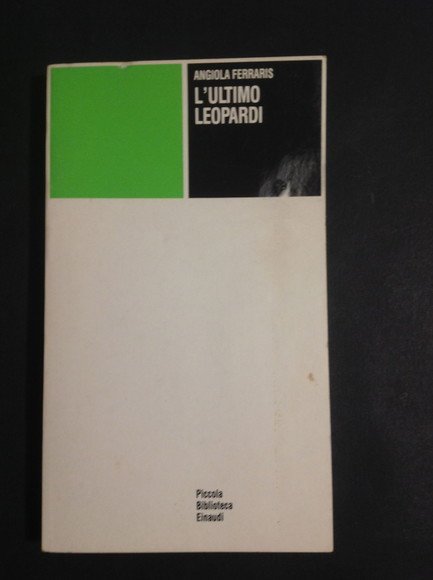 ANGIOLA FERRARIS
L'ULTIMO
LEOPARDI
Piccola
Biblioteca
Einaudi